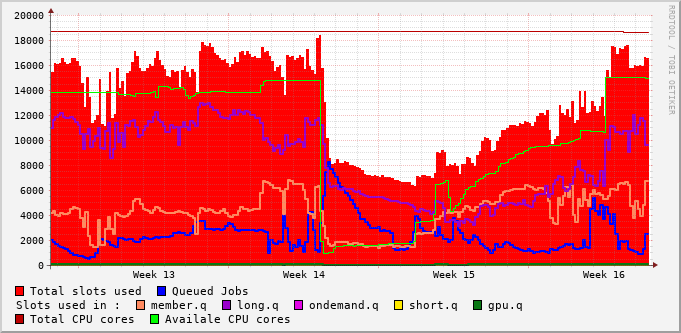 20000
18000
16000
14000
12000
10000
8000
6000
4000
2000
0
Week 13 Week 14 Week 15 Week 16
Total slots used Queued Jobs
Slots used in : member.q long.q ondemand.q short.q gpu.q
Total CPU cores Availale CPU cores
RRDTOOL / TOBI OETIKER